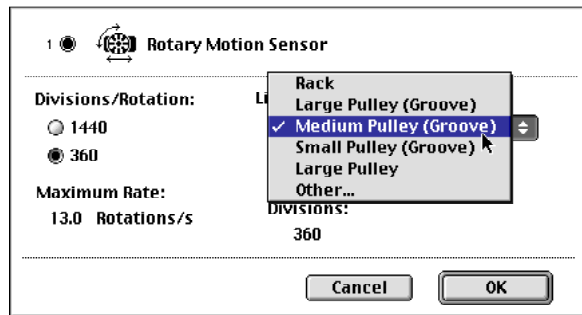 1 Rotary Motion Sensor
Divisions/Rotation:
1440
360
Maximum Rate:
13.0 Rotations/s
Rack
Large Pulley (Groove)
✓ Medium Pulley (Groove)
Small Pulley (Groove)
Large Pulley
Other...
Divisions:
360
Cancel
OK